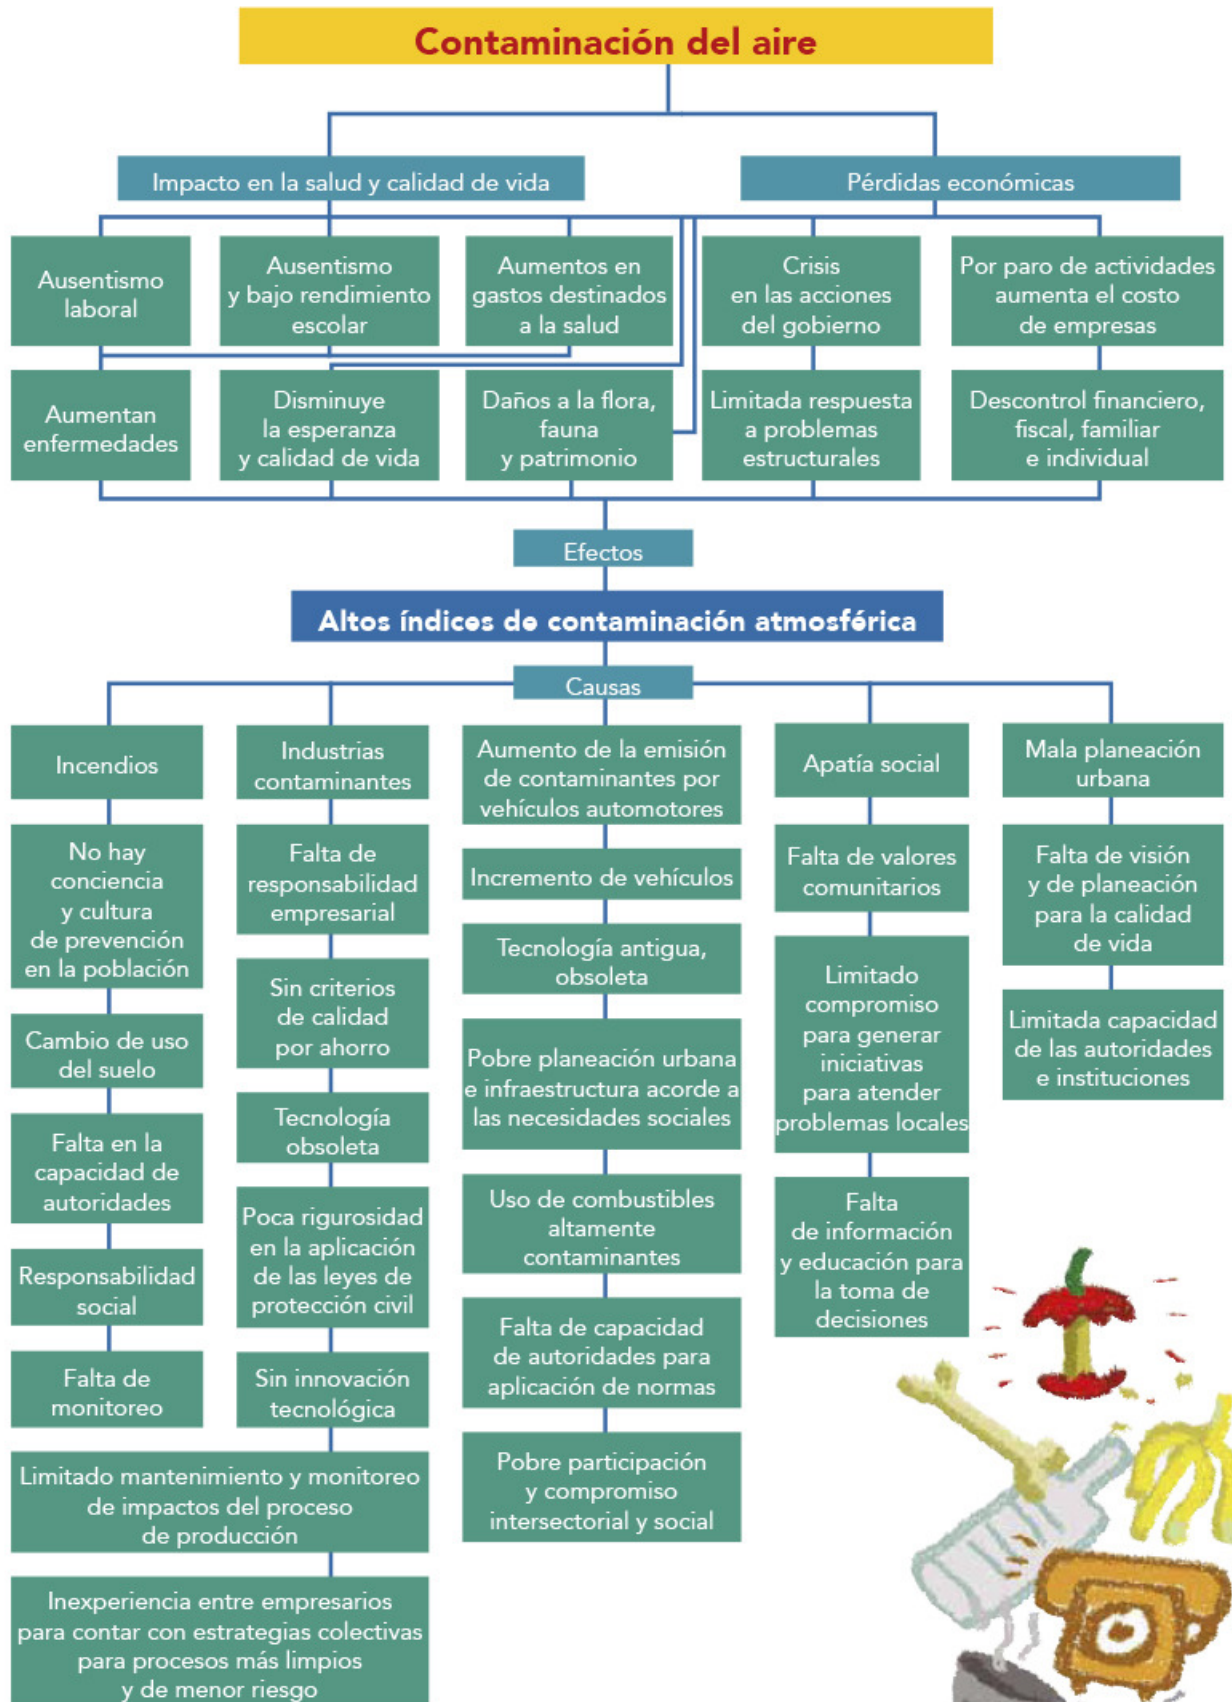 Contaminación del aire
Impacto en la salud y calidad de vida
Pérdidas económicas
Ausentismo
laboral
Ausentismo
y bajo rendimiento
escolar
Aumentos en
gastos destinados
a la salud
Crisis
en las acciones
del gobierno
Por paro de actividades
aumenta el costo
de empresas
Aumentan
enfermedades
Disminuye
la esperanza
y calidad de vida
Daños a la flora,
fauna
y patrimonio
Limitada respuesta
a problemas
estructurales
Descontrol financiero,
fiscal, familiar
e individual
Efectos
Altos índices de contaminación atmosférica
Causas
Incendios
No hay
conciencia
y cultura
de prevención
en la población
Cambio de uso
del suelo
Falta en la
capacidad de
autoridades
Responsabilidad
social
Falta de
monitoreo
Industrias
contaminantes
Falta de
responsabilidad
empresarial
Sin criterios
de calidad
por ahorro
Tecnología
obsoleta
Poca rigurosidad
en la aplicación
de las leyes de
protección civil
Sin innovación
tecnológica
Limitado mantenimiento y monitoreo
de impactos del proceso
de producción
Inexperiencia entre empresarios
para contar con estrategias colectivas
para procesos más limpios
y de menor riesgo
Aumento de la emisión
de contaminantes por
vehículos automotores
Incremento de vehículos
Tecnología antigua,
obsoleta
Pobre planeación urbana
e infraestructura acorde a
las necesidades sociales
Uso de combustibles
altamente
contaminantes
Falta de capacidad
de autoridades para
aplicación de normas
Pobre participación
y compromiso
intersectorial y social
Apatía social
Falta de valores
comunitarios
Limitado
compromiso
para generar
iniciativas
para atender
problemas locales
Falta
de información
y educación para
la toma de
decisiones
Mala planeación
urbana
Falta de visión
y de planeación
para la calidad
de vida
Limitada capacidad
de las autoridades
e instituciones